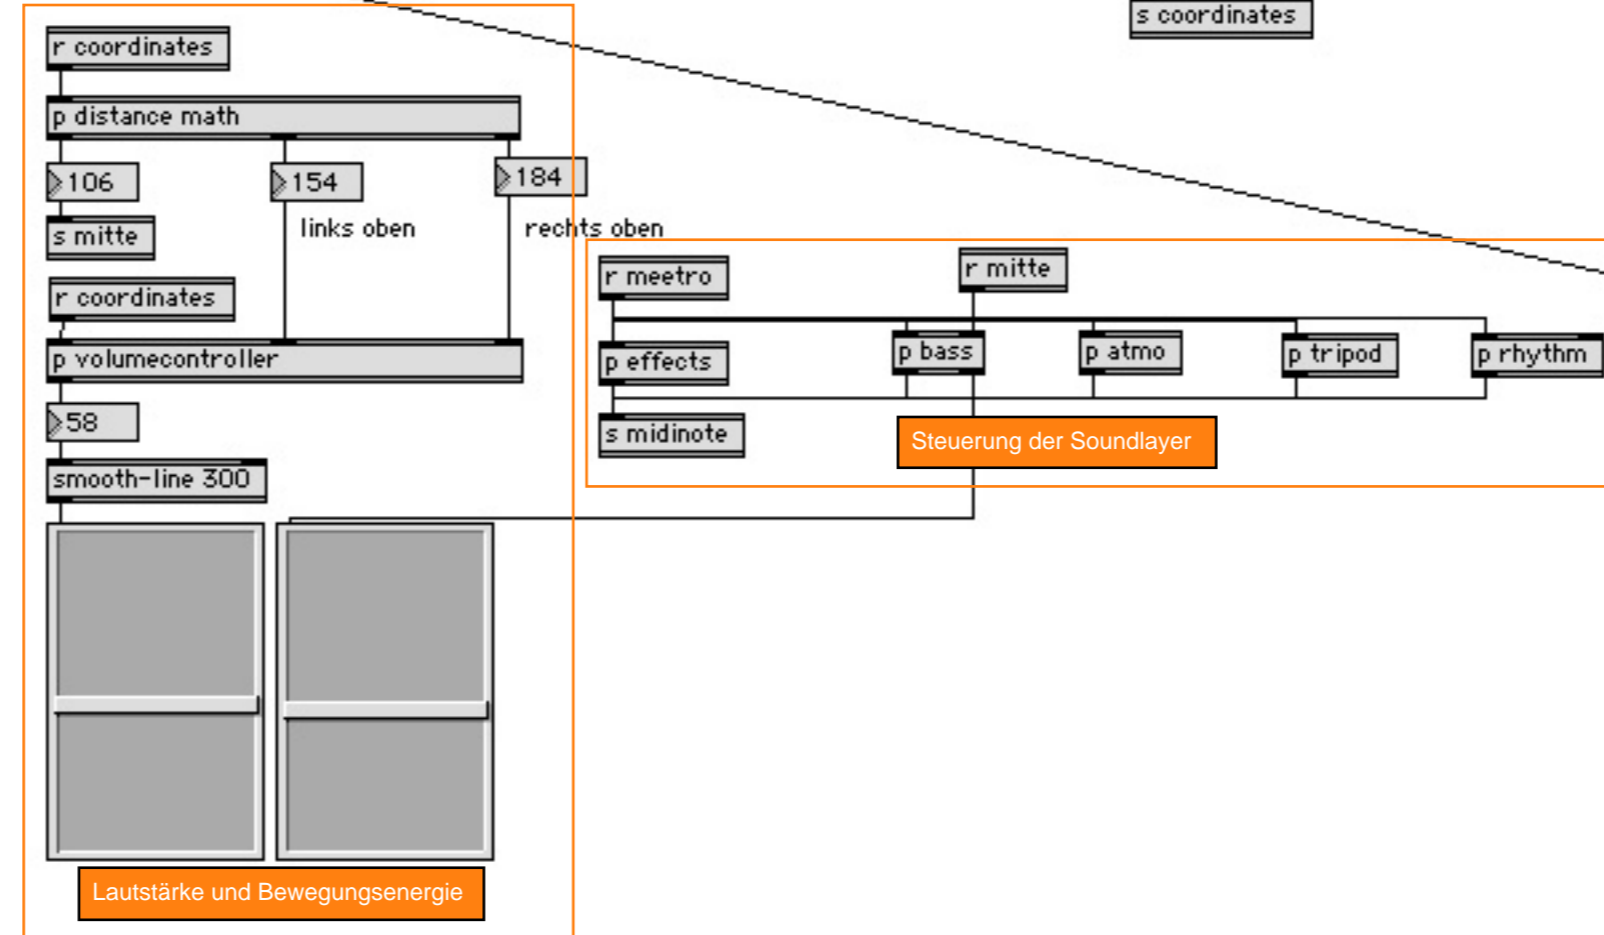 s coordinates
r coordinates
p distance math
106
154
184
s mitte
links oben
rechts oben
r coordinates
p volumecontroller
58
smooth-line 300
Lautstärke und Bewegungsenergie
r meetro
r mitte
p effects
p bass
p atmo
p tripod
p rhythm
s midinote
Steuerung der Soundlayer